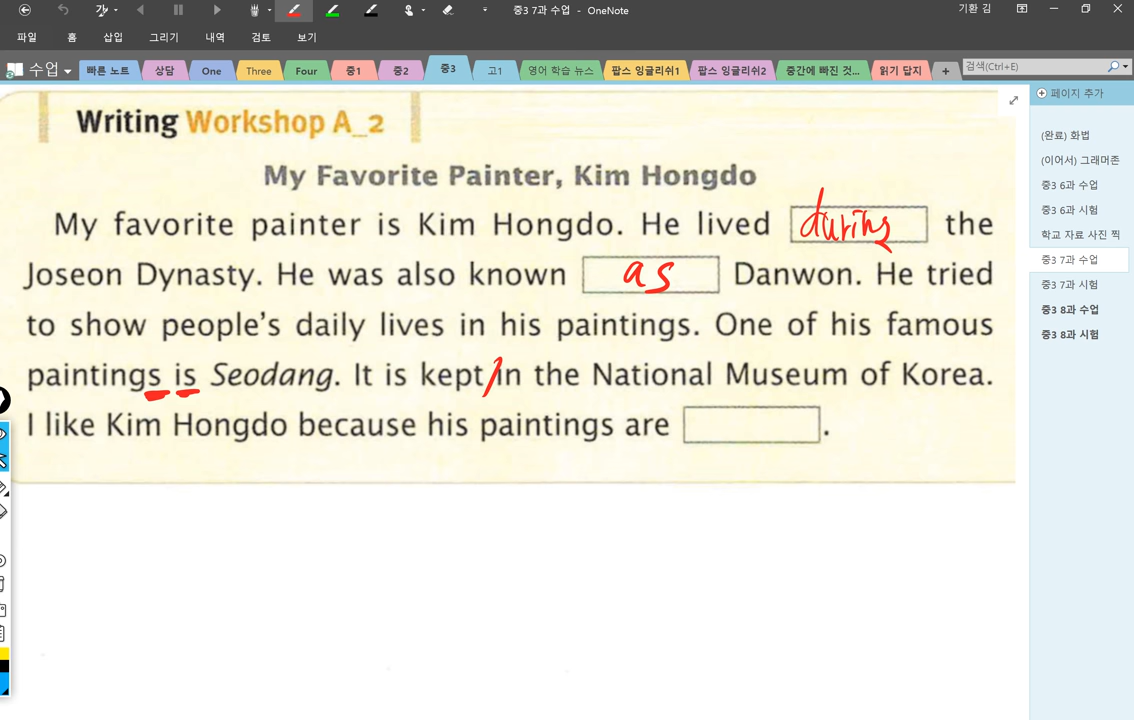 중3 7과 수업 - OneNote
기환 김
파일 홈 삽입 그리기 내역 검토 보기
수업 빠른 노트 상담 One Three Four 중1 중2 중3 고1 영어 학습 뉴스 팝스 잉글리쉬1 팝스 잉글리쉬2 중간에 빠진 것... 읽기 답지 + 검색(Ctrl+E)
페이지 추가
(완료) 화법
(이어서) 그래머존
중3 6과 수업
중3 6과 시험
학교 자료 사진 찍
중3 7과 수업
중3 7과 시험
중3 8과 수업
중3 8과 시험
Writing Workshop A_2
My Favorite Painter, Kim Hongdo
My favorite painter is Kim Hongdo. He lived during the
Joseon Dynasty. He was also known as Danwon. He tried
to show people's daily lives in his paintings. One of his famous
paintings is Seodang. It is kept in the National Museum of Korea.
I like Kim Hongdo because his paintings are .